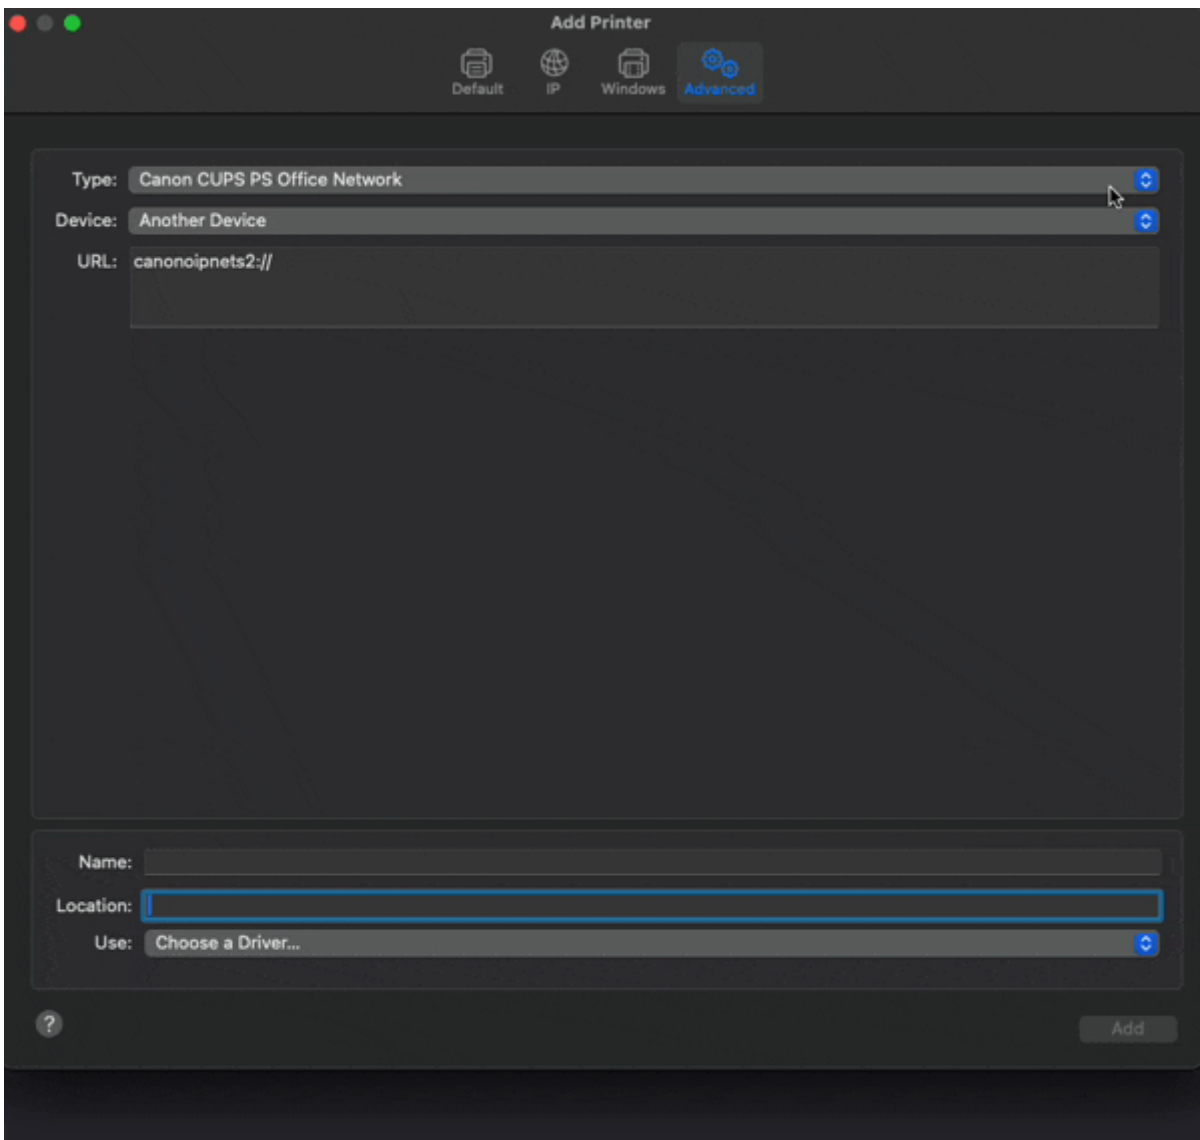 Add Printer
Default IP Windows Advanced
Type: Canon CUPS PS Office Network
Device: Another Device
URL: canonoipnets2://
Name:
Location:
Use: Choose a Driver...
?
Add